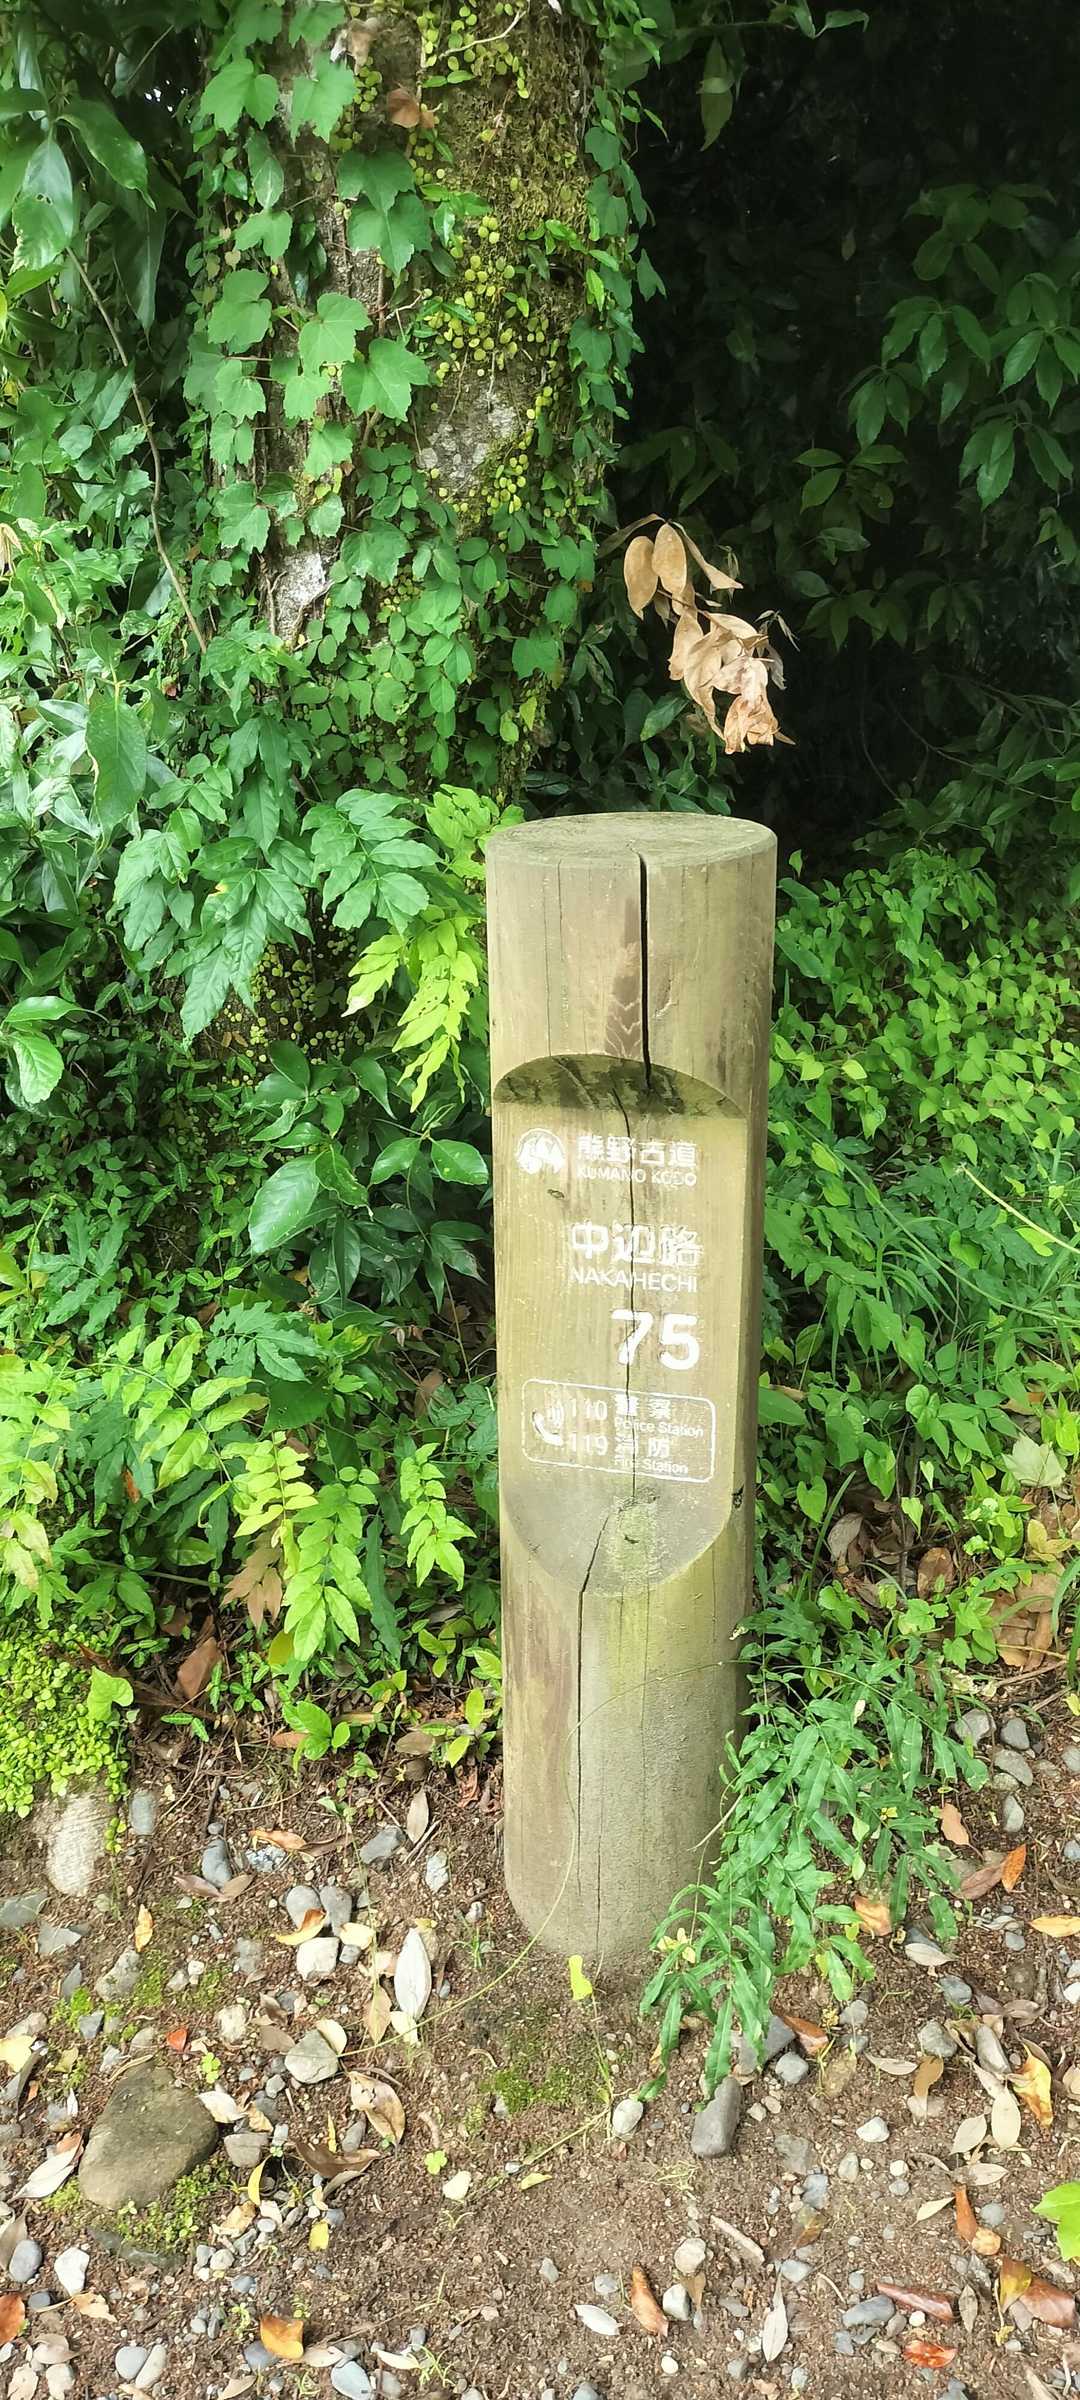 熊野古道
KUMANO KODO
中辺路
NAKAHECHI
75
110 警察
Police Station
119 消防
Fire Station